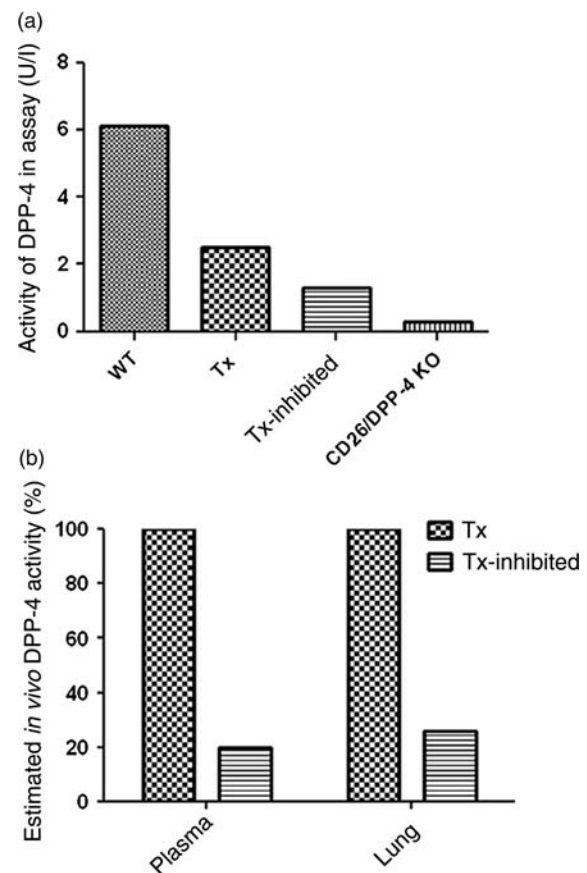 (a)
Activity of DPP-4 in assay (U/I)
8
6
4
2
0
WT
Tx
Tx-inhibited
CD26/DPP-4 KO
(b)
Estimated in vivo DPP-4 activity (%)
100
80
60
40
20
0
Plasma
Lung
Tx
Tx-inhibited